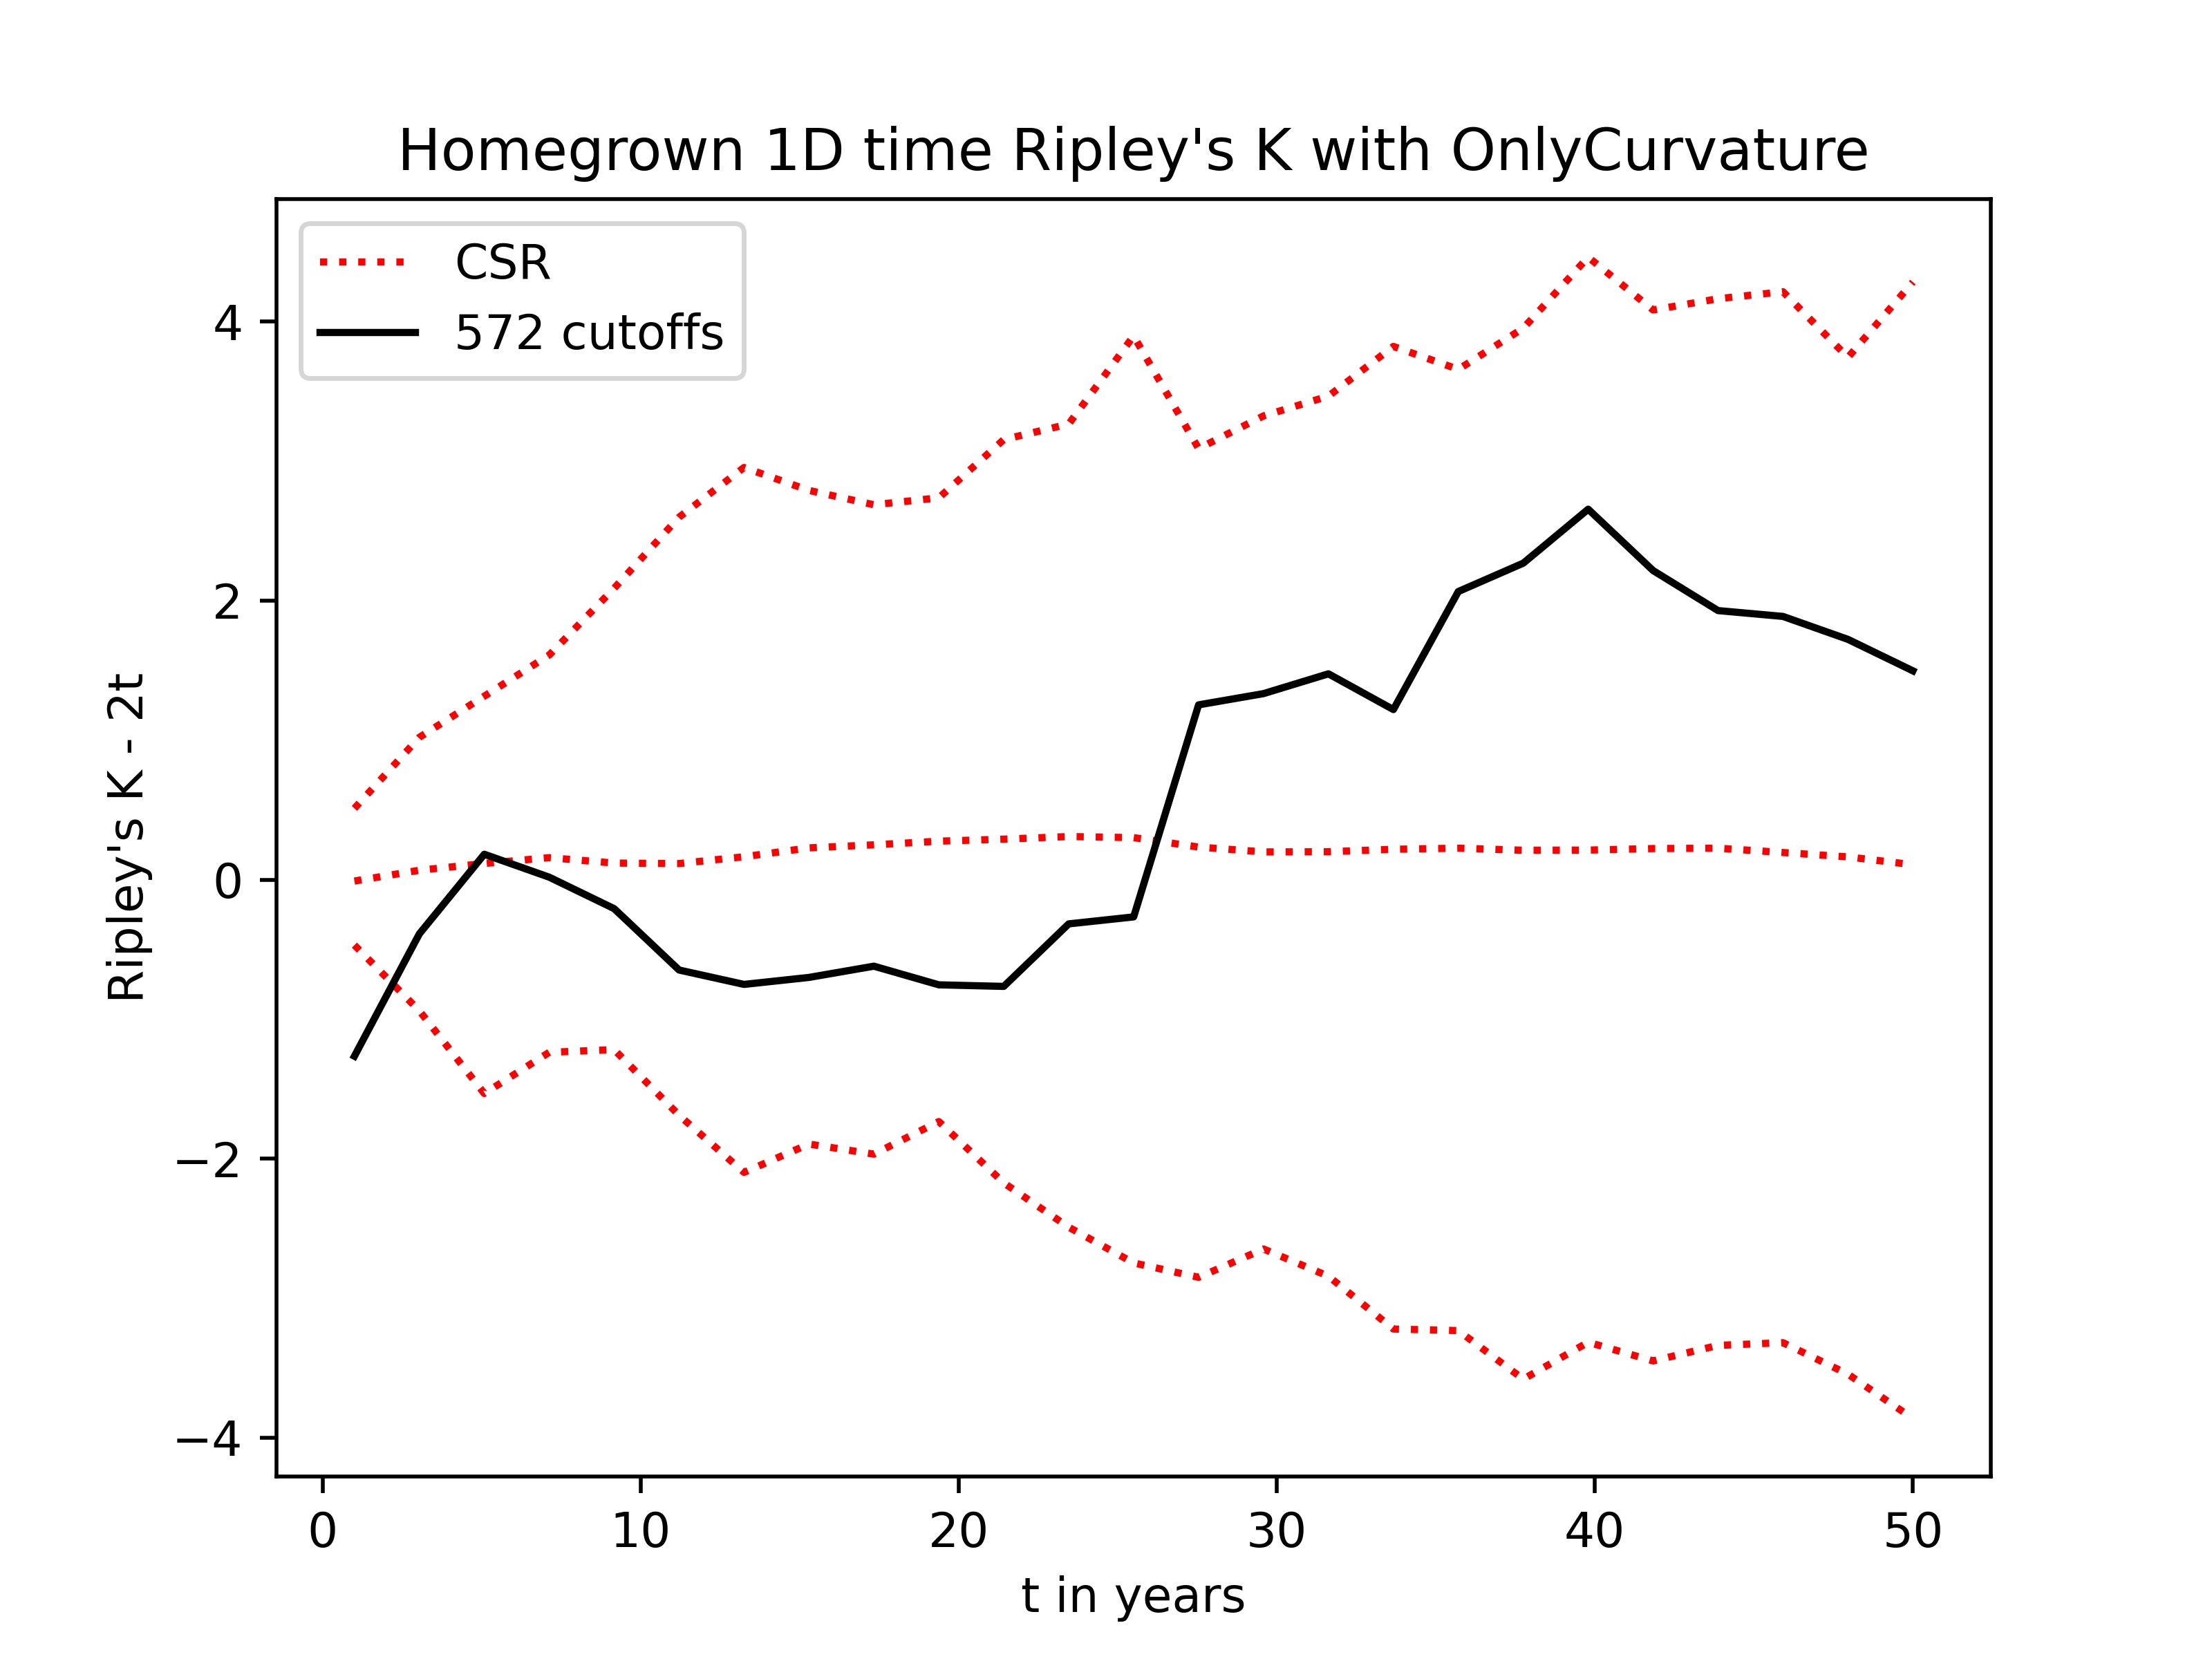 Homegrown 1D time Ripley's K with OnlyCurvature
CSR
572 cutoffs
Ripley's K - 2t
4
2
0
−2
−4
0 10 20 30 40 50
t in years